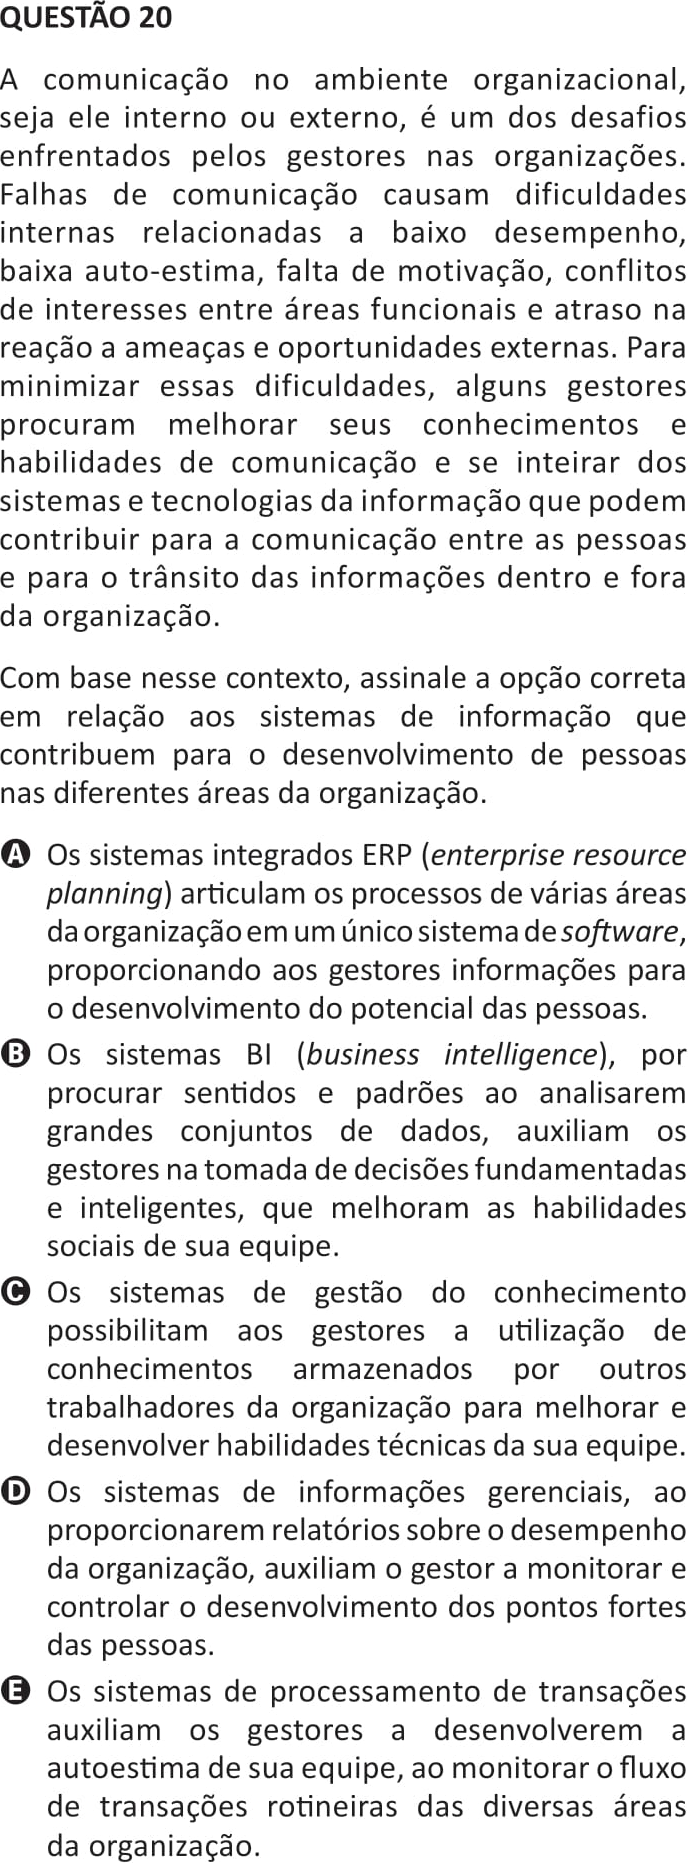 QUESTÃO 20
A comunicação no ambiente organizacional,
seja ele interno ou externo, é um dos desafios
enfrentados pelos gestores nas organizações.
Falhas de comunicação causam dificuldades
internas relacionadas a baixo desempenho,
baixa auto-estima, falta de motivação, conflitos
de interesses entre áreas funcionais e atraso na
reação a ameaças e oportunidades externas. Para
minimizar essas dificuldades, alguns gestores
procuram melhorar seus conhecimentos e
habilidades de comunicação e se inteirar dos
sistemas e tecnologias da informação que podem
contribuir para a comunicação entre as pessoas
e para o trânsito das informações dentro e fora
da organização.
Com base nesse contexto, assinale a opção correta
em relação aos sistemas de informação que
contribuem para o desenvolvimento de pessoas
nas diferentes áreas da organização.
A Os sistemas integrados ERP (enterprise resource
planning) articulam os processos de várias áreas
da organização em um único sistema de software,
proporcionando aos gestores informações para
o desenvolvimento do potencial das pessoas.
B Os sistemas BI (business intelligence), por
procurar sentidos e padrões ao analisarem
grandes conjuntos de dados, auxiliam os
gestores na tomada de decisões fundamentadas
e inteligentes, que melhoram as habilidades
sociais de sua equipe.
C Os sistemas de gestão do conhecimento
possibilitam aos gestores a utilização de
conhecimentos armazenados por outros
trabalhadores da organização para melhorar e
desenvolver habilidades técnicas da sua equipe.
D Os sistemas de informações gerenciais, ao
proporcionarem relatórios sobre o desempenho
da organização, auxiliam o gestor a monitorar e
controlar o desenvolvimento dos pontos fortes
das pessoas.
E Os sistemas de processamento de transações
auxiliam os gestores a desenvolverem a
autoestima de sua equipe, ao monitorar o fluxo
de transações rotineiras das diversas áreas
da organização.